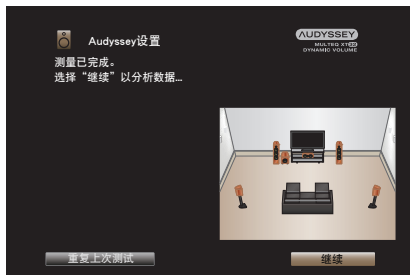 Audyssey设置
AUDYSSEY
MULTEQ XT32
DYNAMIC VOLUME
测量已完成。
选择“继续”以分析数据...
重复上次测试
继续